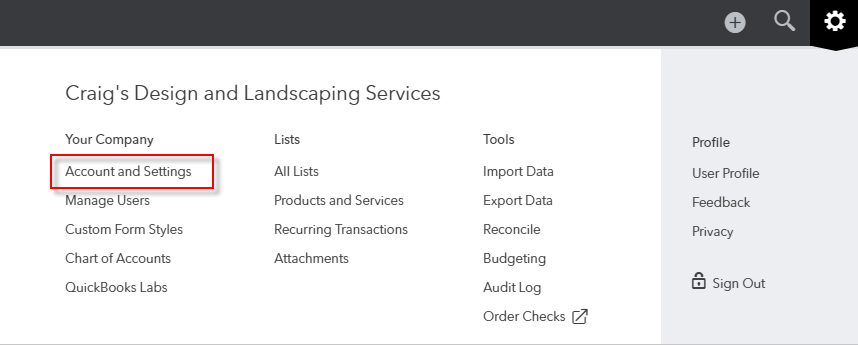 Craig's Design and Landscaping Services
Your Company
Account and Settings
Manage Users
Custom Form Styles
Chart of Accounts
QuickBooks Labs
Lists
All Lists
Products and Services
Recurring Transactions
Attachments
Tools
Import Data
Export Data
Reconcile
Budgeting
Audit Log
Order Checks
Profile
User Profile
Feedback
Privacy
Sign Out